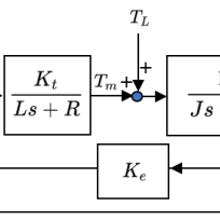 T_L
K_t
T_m + +
Ls + R
Js
K_e